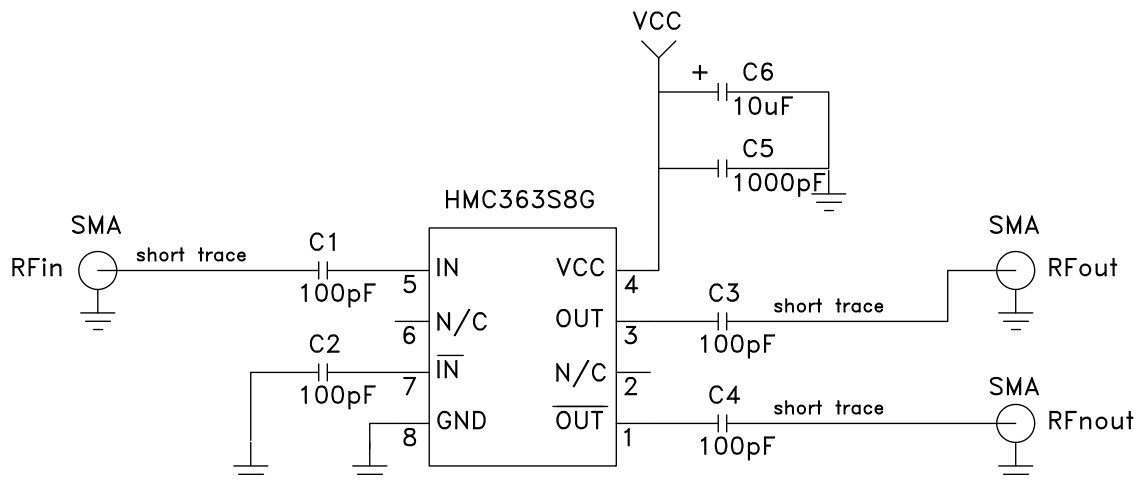 VCC
+ C6
10uF
C5
1000pF
HMC363S8G
SMA
RFin
short trace
C1
100pF
5
IN
VCC
4
SMA
RFout
6
N/C
OUT
3
C3
100pF
short trace
C2
100pF
7
IN
N/C
2
8
GND
OUT
1
C4
100pF
short trace
SMA
RFnout